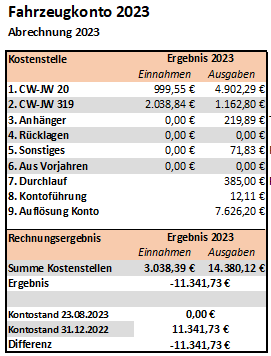 Fahrzeugkonto 2023
Abrechnung 2023
Kostenstelle Ergebnis 2023
Einnahmen Ausgaben
1. CW-JW 20 999,55 € 4.902,29 €
2. CW-JW 319 2.038,84 € 1.162,80 €
3. Anhänger 0,00 € 219,89 €
4. Rücklagen 0,00 € 0,00 €
5. Sonstiges 0,00 € 71,83 €
6. Aus Vorjahren 0,00 € 0,00 €
7. Durchlauf 385,00 €
8. Kontoführung 12,11 €
9. Auflösung Konto 7.626,20 €
Rechnungsergebnis Ergebnis 2023
Einnahmen Ausgaben
Summe Kostenstellen 3.038,39 € 14.380,12 €
Ergebnis -11.341,73 €
Kontostand 23.08.2023 0,00 €
Kontostand 31.12.2022 11.341,73 €
Differenz -11.341,73 €